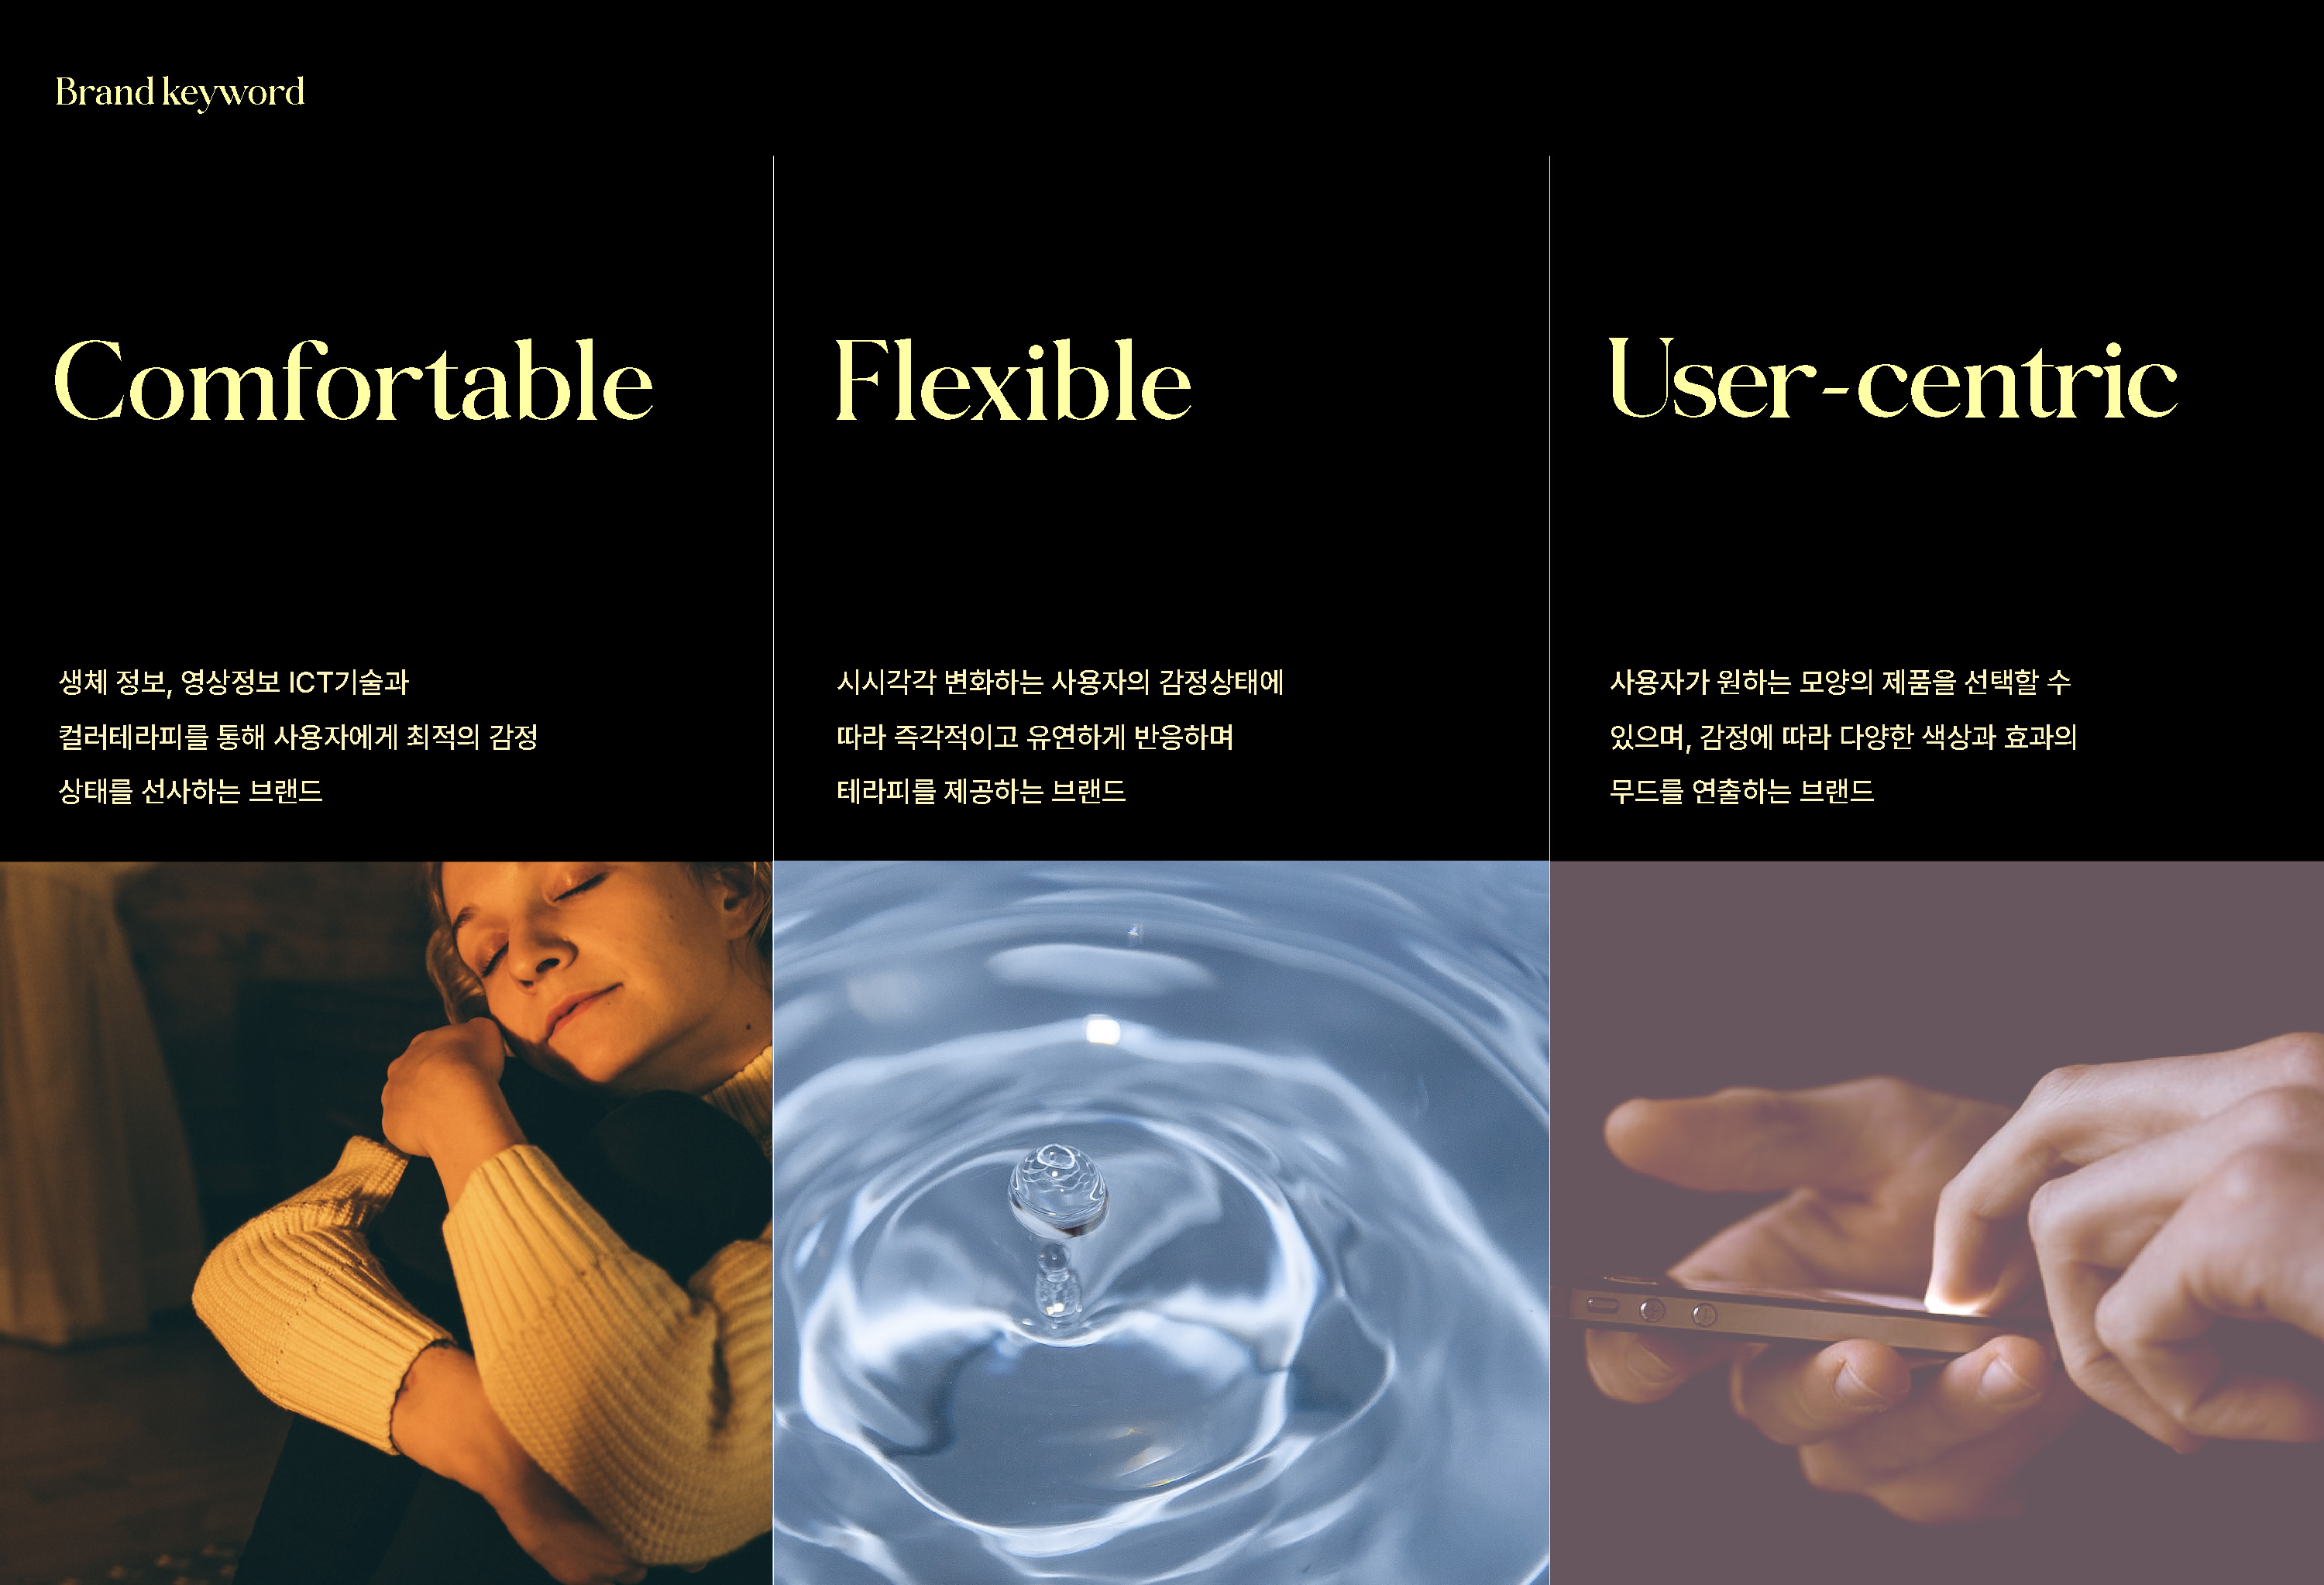 Brand keyword
Comfortable
생체 정보, 영상정보 ICT기술과
컬러테라피를 통해 사용자에게 최적의 감정
상태를 선사하는 브랜드
Flexible
시시각각 변화하는 사용자의 감정상태에
따라 즉각적이고 유연하게 반응하며
테라피를 제공하는 브랜드
User-centric
사용자가 원하는 모양의 제품을 선택할 수
있으며, 감정에 따라 다양한 색상과 효과의
무드를 연출하는 브랜드